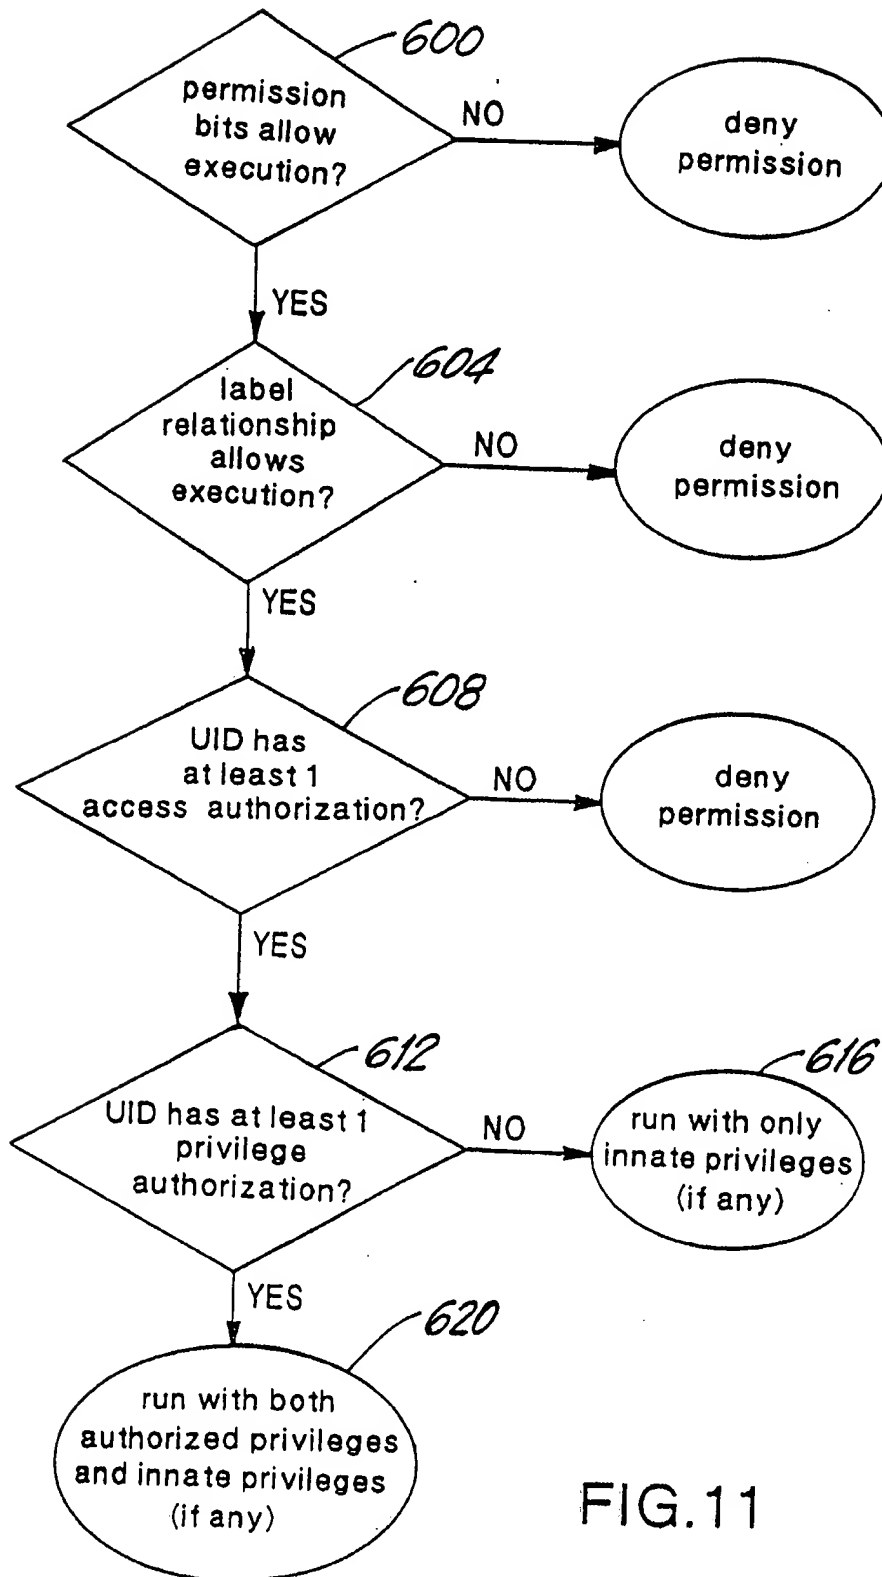 600
permission
bits allow
execution?
NO
deny
permission
YES
604
label
relationship
allows
execution?
NO
deny
permission
YES
608
UID has
at least 1
access authorization?
NO
deny
permission
YES
612
UID has at least 1
privilege
authorization?
NO
616
run with only
innate privileges
(if any)
YES
620
run with both
authorized privileges
and innate privileges
(if any)
FIG.11